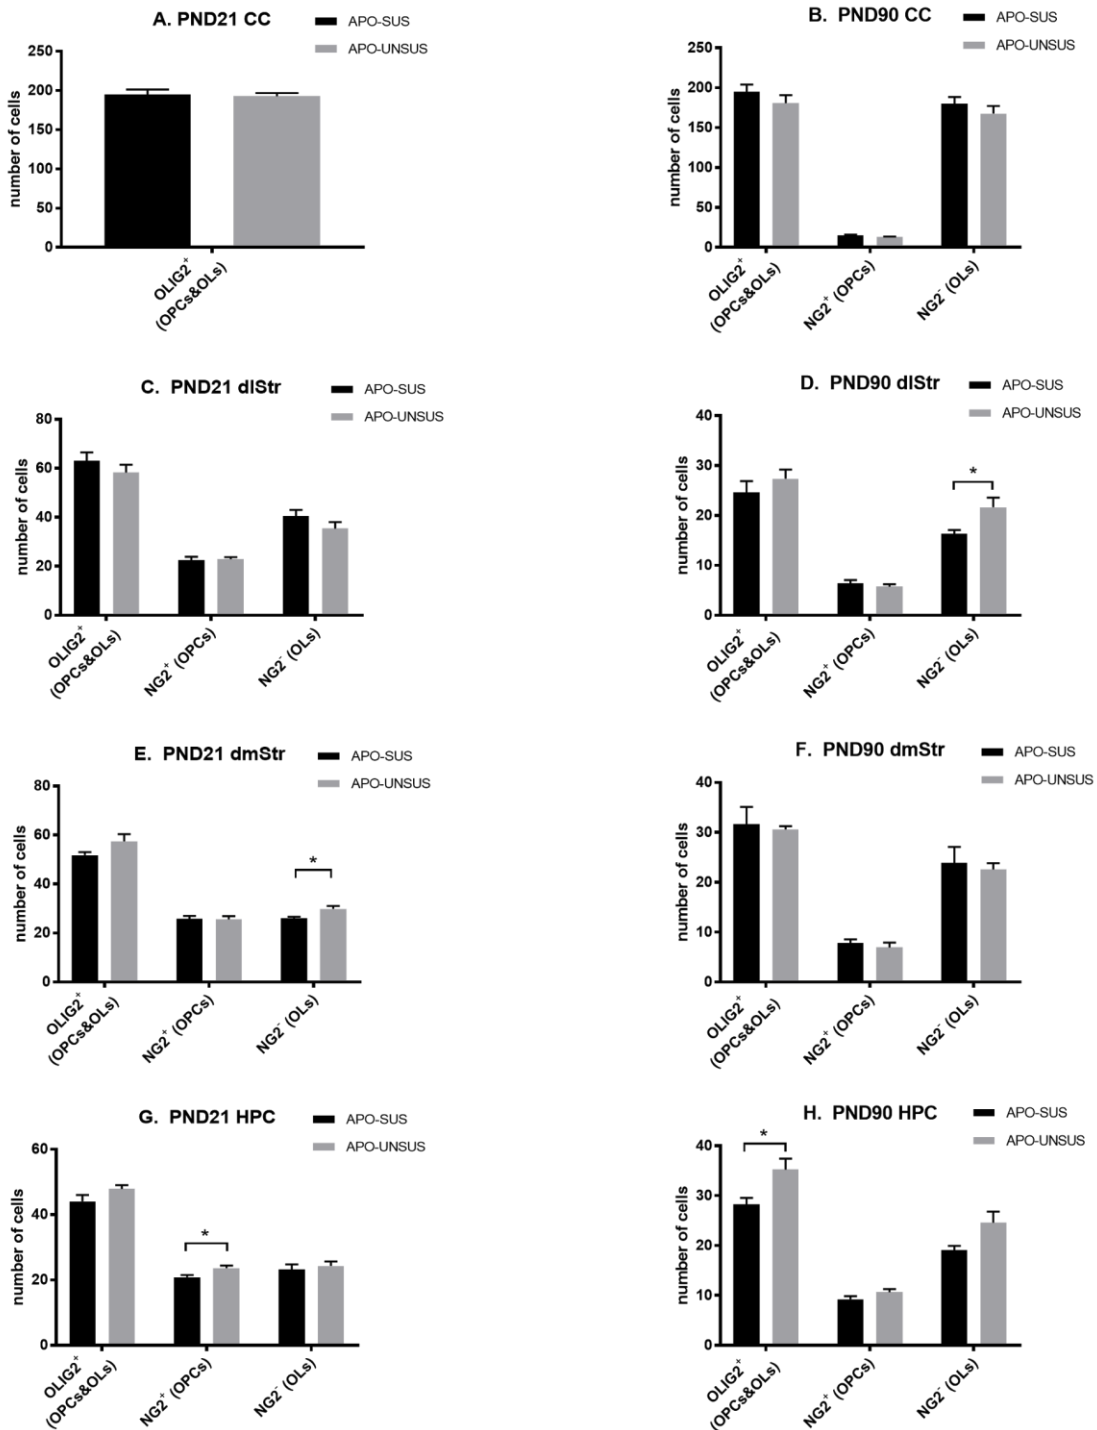 A. PND21 CC
APO-SUS
APO-UNSUS
number of cells
250
200
150
100
50
0
OLIG2⁺
(OPCs&OLs)
B. PND90 CC
APO-SUS
APO-UNSUS
number of cells
250
200
150
100
50
0
OLIG2⁺
(OPCs&OLs)
NG2⁺ (OPCs)
NG2⁻ (OLs)
C. PND21 dlStr
APO-SUS
APO-UNSUS
number of cells
80
60
40
20
0
OLIG2⁺
(OPCs&OLs)
NG2⁺ (OPCs)
NG2⁻ (OLs)
D. PND90 dlStr
APO-SUS
APO-UNSUS
number of cells
40
30
20
10
0
*
OLIG2⁺
(OPCs&OLs)
NG2⁺ (OPCs)
NG2⁻ (OLs)
E. PND21 dmStr
APO-SUS
APO-UNSUS
number of cells
80
60
40
20
0
*
OLIG2⁺
(OPCs&OLs)
NG2⁺ (OPCs)
NG2⁻ (OLs)
F. PND90 dmStr
APO-SUS
APO-UNSUS
number of cells
40
30
20
10
0
OLIG2⁺
(OPCs&OLs)
NG2⁺ (OPCs)
NG2⁻ (OLs)
G. PND21 HPC
APO-SUS
APO-UNSUS
number of cells
60
40
20
0
*
OLIG2⁺
(OPCs&OLs)
NG2⁺ (OPCs)
NG2⁻ (OLs)
H. PND90 HPC
APO-SUS
APO-UNSUS
number of cells
40
30
20
10
0
*
OLIG2⁺
(OPCs&OLs)
NG2⁺ (OPCs)
NG2⁻ (OLs)